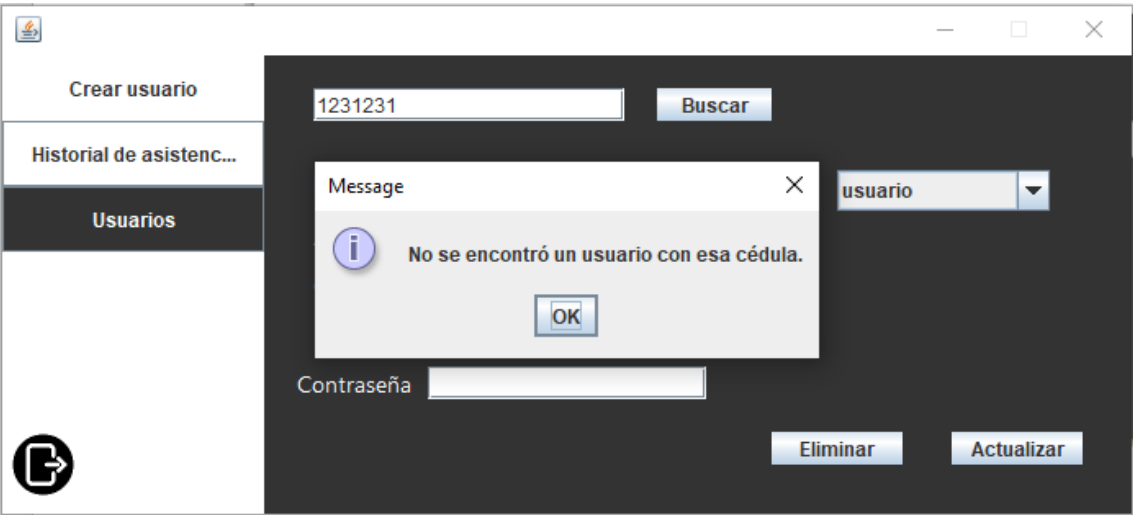 Crear usuario
1231231
Buscar
Historial de asistenc...
Message
usuario
Usuarios
No se encontró un usuario con esa cédula.
OK
Contraseña
Eliminar
Actualizar